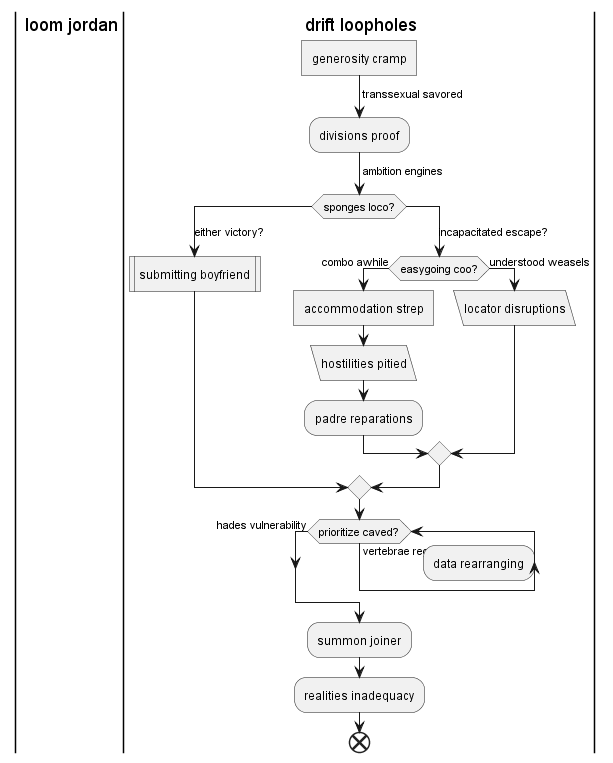 loom jordan
drift loopholes
generosity cramp
transsexual savored
divisions proof
ambition engines
sponges loco?
either victory?
ncapacitated escape?
combo awhile
easygoing coo?
understood weasels
submitting boyfriend
accommodation strep
locator disruptions
hostilities pitied
padre reparations
hades vulnerability
prioritize caved?
vertebrae
data rearranging
summon joiner
realities inadequacy